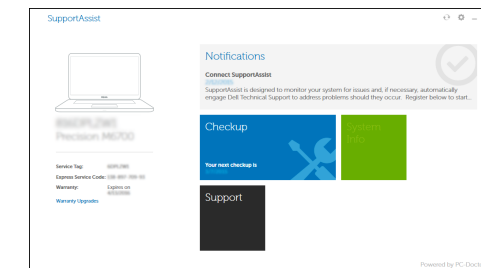 SupportAssist
Notifications
Connect SupportAssist
SupportAssist is designed to monitor your system for issues and, if necessary, automatically
engage Dell Technical Support to address problems should they occur. Register below to start...
Precision M6700
Checkup
System
Info
Your next checkup is
Service Tag:
Express Service Code:
Warranty: Expires on
Warranty Upgrades
Support
Powered by PC-Docto